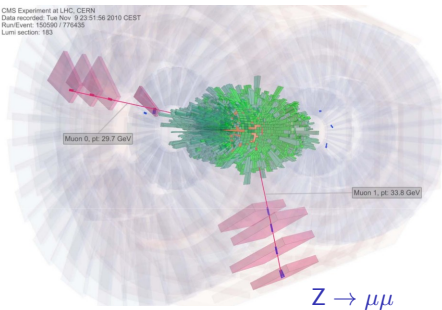 CMS Experiment at LHC, CERN
Data recorded: Tue Nov 9 23:51:56 2010 CEST
Run/Event: 150590 / 776435
Lumi section: 183
Muon 0, pt: 29.7 GeV
Muon 1, pt: 33.8 GeV
Z → μμ